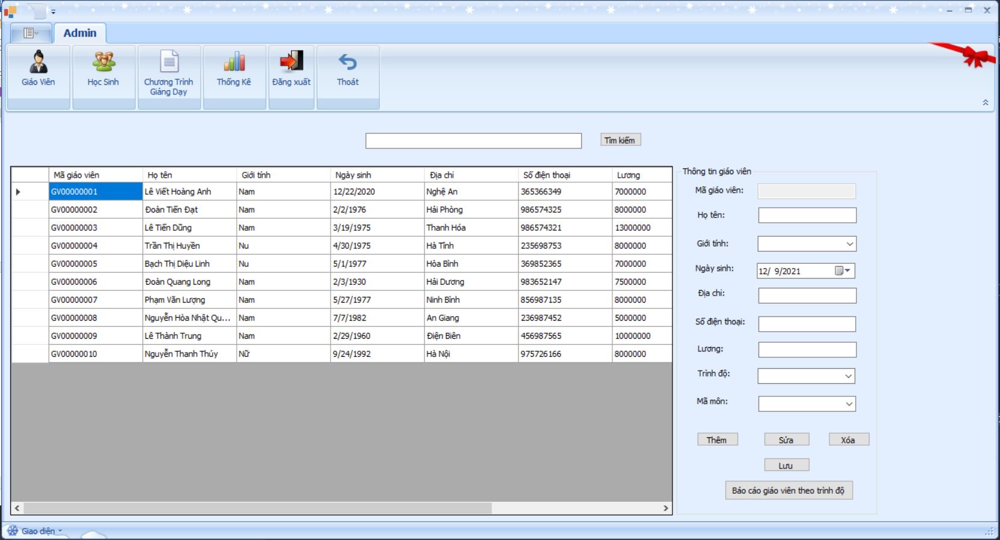 Admin
Giáo Viên
Học Sinh
Chương Trình
Giảng Dạy
Thống Kê
Đăng xuất
Thoát
Tìm kiếm
Mã giáo viên Họ tên Giới tính Ngày sinh Địa chỉ Số điện thoại Lương
GV00000001 Lê Viết Hoàng Anh Nam 12/22/2020 Nghệ An 365366349 7000000
GV00000002 Đoàn Tiến Đạt Nam 2/2/1976 Hải Phòng 986574325 8000000
GV00000003 Lê Tiến Dũng Nam 3/19/1975 Thanh Hóa 986574321 13000000
GV00000004 Trần Thị Huyền Nu 4/30/1975 Hà Tĩnh 235698753 8000000
GV00000005 Bạch Thị Diệu Linh Nu 5/1/1977 Hòa Bình 369852365 7000000
GV00000006 Đoàn Quang Long Nam 2/3/1930 Hải Dương 983652147 7500000
GV00000007 Phạm Văn Lượng Nam 5/27/1977 Ninh Bình 856987135 8000000
GV00000008 Nguyễn Hòa Nhật Qu... Nam 7/7/1982 An Giang 236987452 5000000
GV00000009 Lê Thành Trung Nam 2/29/1960 Điện Biên 456987565 10000000
GV00000010 Nguyễn Thanh Thúy Nữ 9/24/1992 Hà Nội 975726166 8000000
Thông tin giáo viên
Mã giáo viên:
Họ tên:
Giới tính:
Ngày sinh: 12/ 9/2021
Địa chỉ:
Số điện thoại:
Lương:
Trình độ:
Mã môn:
Thêm Sửa Xóa
Lưu
Báo cáo giáo viên theo trình độ
Giao diện